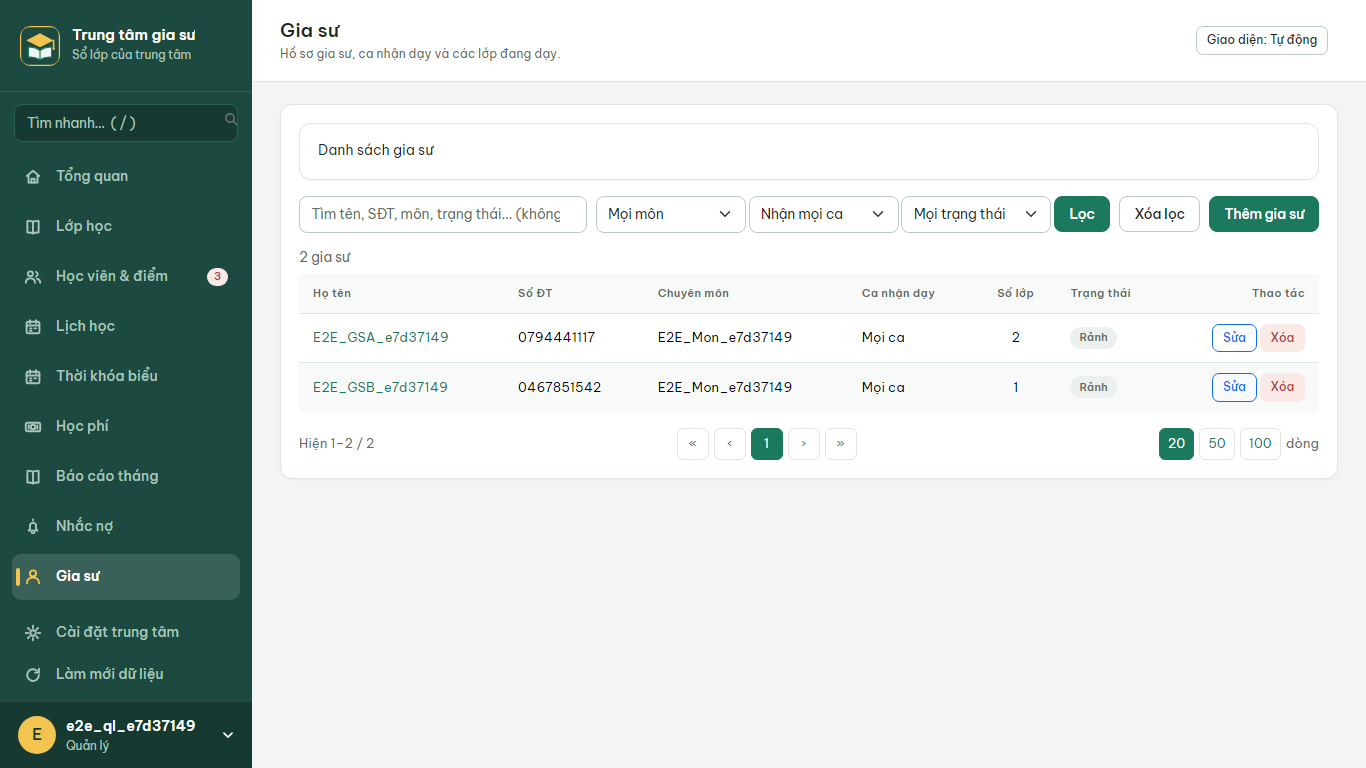 Trung tâm gia sư
Sổ lớp của trung tâm
Tìm nhanh... ( / )
Tổng quan
Lớp học
Học viên & điểm 3
Lịch học
Thời khóa biểu
Học phí
Báo cáo tháng
Nhắc nợ
Gia sư
Cài đặt trung tâm
Làm mới dữ liệu
E
e2e_ql_e7d37149
Quản lý
Gia sư
Hồ sơ gia sư, ca nhận dạy và các lớp đang dạy.
Giao diện: Tự động
Danh sách gia sư
Tìm tên, SĐT, môn, trạng thái... (không Mọi môn Nhận mọi ca Mọi trạng thái Lọc Xóa lọc Thêm gia sư
2 gia sư
Họ tên Số ĐT Chuyên môn Ca nhận dạy Số lớp Trạng thái Thao tác
E2E_GSA_e7d37149 0794441117 E2E_Mon_e7d37149 Mọi ca 2 Rảnh Sửa Xóa
E2E_GSB_e7d37149 0467851542 E2E_Mon_e7d37149 Mọi ca 1 Rảnh Sửa Xóa
Hiện 1–2 / 2 « ‹ 1 › » 20 50 100 dòng